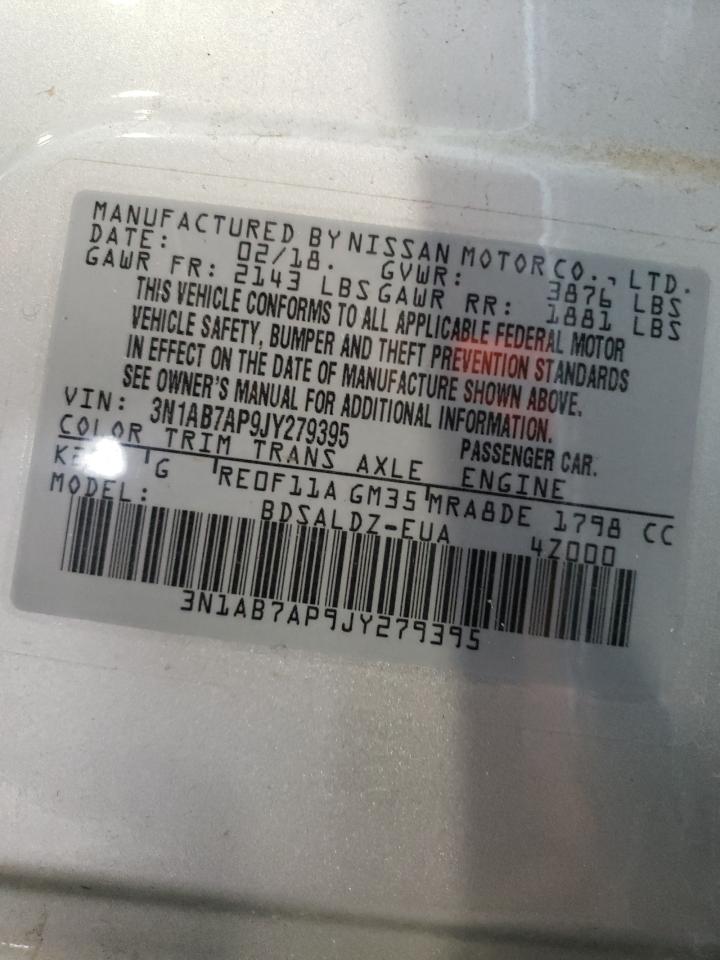 MANUFACTURED BY NISSAN MOTOR CO., LTD.
DATE: 02/18. GVWR: 3876 LBS
GAWR FR: 2143 LBS GAWR RR: 1881 LBS
THIS VEHICLE CONFORMS TO ALL APPLICABLE FEDERAL MOTOR
VEHICLE SAFETY, BUMPER AND THEFT PREVENTION STANDARDS
IN EFFECT ON THE DATE OF MANUFACTURE SHOWN ABOVE.
SEE OWNER'S MANUAL FOR ADDITIONAL INFORMATION.
VIN: 3N1AB7AP9JY279395 PASSENGER CAR.
COLOR TRIM TRANS AXLE ENGINE
G RE0F11A GM35 MRA8DE 1798 CC
MODEL: BDSALDZ-EUA 4Z000
3N1AB7AP9JY279395